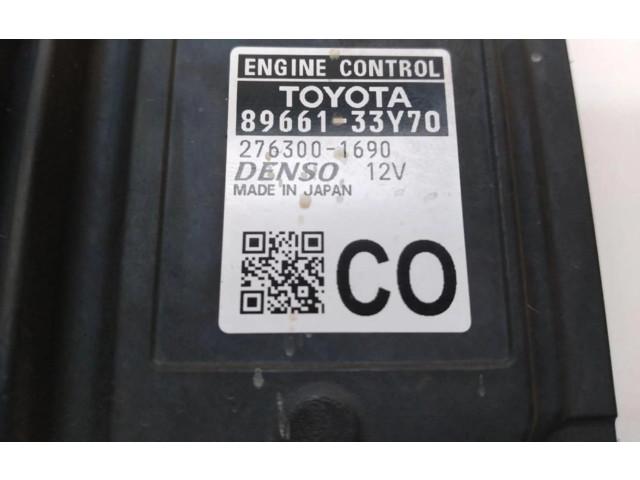 ENGINE CONTROL
TOYOTA
89661-33Y70
276300-1690
DENSO 12V
MADE IN JAPAN
CO